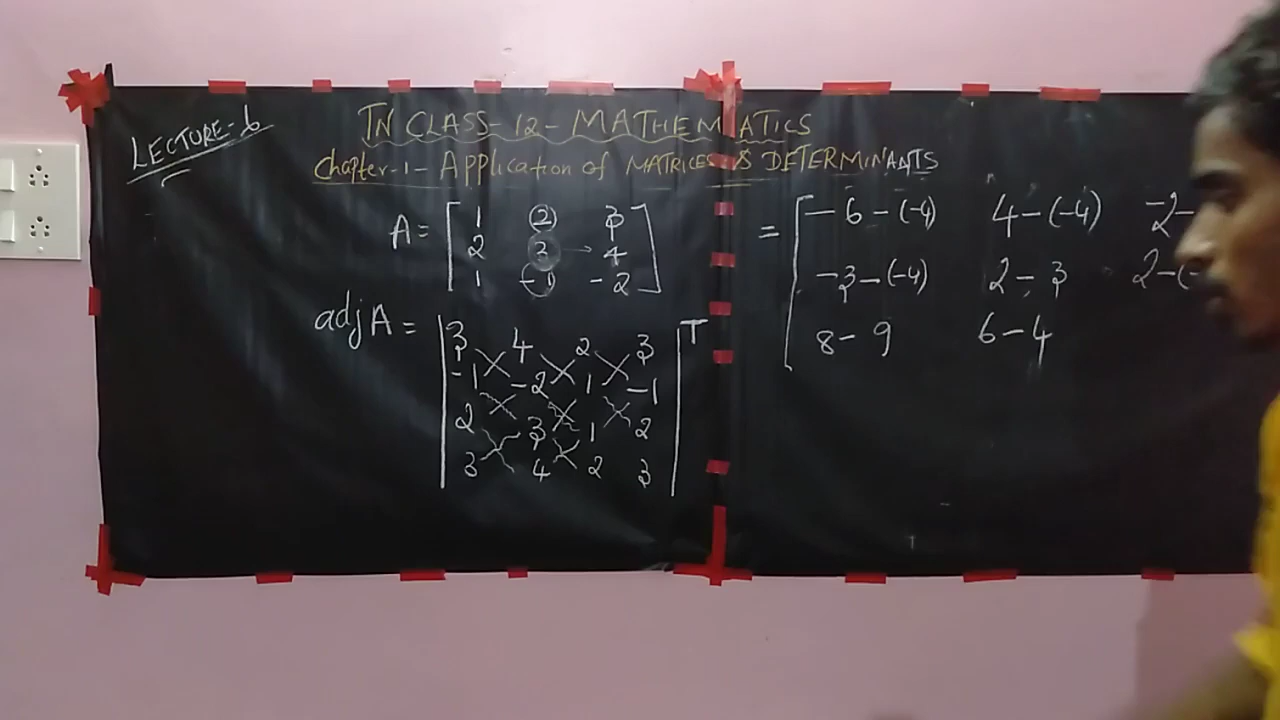 LECTURE-6
TN CLASS-12-MATHEMATICS
Chapter-1-Application of MATRICES & DETERMINANTS
A = [ 1 2 3
2 3 → 4
1 -1 -2 ]
adj A = | 3 4 2 3 | T
-1 -2 1 -1
2 3 1 2
3 4 2 3
= [ -6-(-4) 4-(-4) -2-
-3-(-4) 2-3 2-(-
8-9 6-4